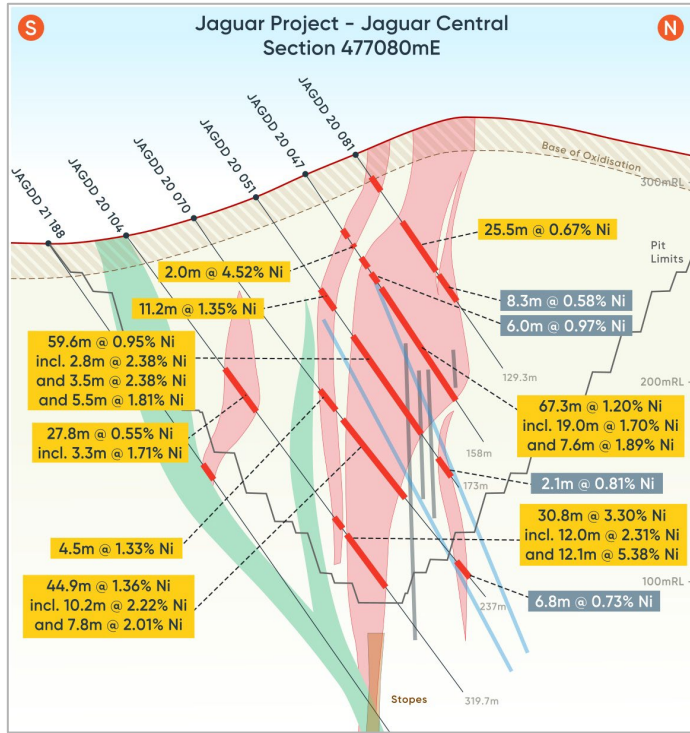 S
Jaguar Project - Jaguar Central
Section 477080mE
N
JAGDD 21 188
JAGDD 20 104
JAGDD 20 070
JAGDD 20 051
JAGDD 20 047
JAGDD 20 081
Base of Oxidisation
300mRL
25.5m @ 0.67% Ni
Pit
Limits
2.0m @ 4.52% Ni
8.3m @ 0.58% Ni
11.2m @ 1.35% Ni
6.0m @ 0.97% Ni
59.6m @ 0.95% Ni
incl. 2.8m @ 2.38% Ni
and 3.5m @ 2.38% Ni
and 5.5m @ 1.81% Ni
129.3m
200mRL
67.3m @ 1.20% Ni
incl. 19.0m @ 1.70% Ni
and 7.6m @ 1.89% Ni
27.8m @ 0.55% Ni
incl. 3.3m @ 1.71% Ni
158m
173m
2.1m @ 0.81% Ni
30.8m @ 3.30% Ni
incl. 12.0m @ 2.31% Ni
and 12.1m @ 5.38% Ni
4.5m @ 1.33% Ni
44.9m @ 1.36% Ni
incl. 10.2m @ 2.22% Ni
and 7.8m @ 2.01% Ni
100mRL
237m
6.8m @ 0.73% Ni
Stopes
319.7m